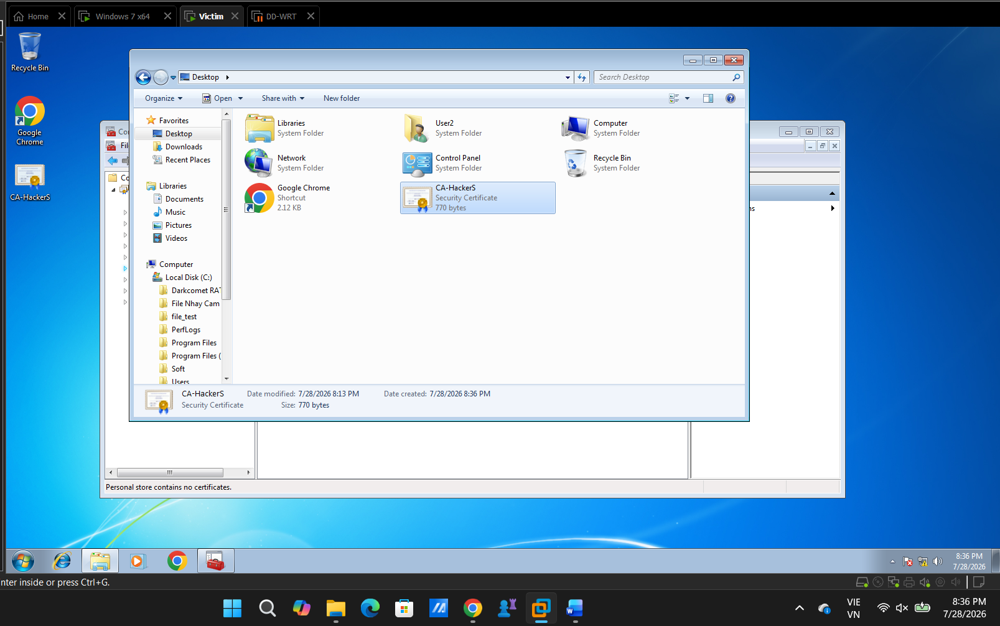 Home
Windows 7 x64
Victim
DD-WRT
Recycle Bin
Google
Chrome
CA-HackerS
Desktop
Search Desktop
Organize
Open
Share with
New folder
Favorites
Desktop
Downloads
Recent Places
Libraries
Documents
Music
Pictures
Videos
Computer
Local Disk (C:)
Darkcomet RAT
File Nhay Cam
file_test
PerfLogs
Program Files
Program Files (
Soft
Users
Libraries
System Folder
User2
System Folder
Computer
System Folder
Network
System Folder
Control Panel
System Folder
Recycle Bin
System Folder
Google Chrome
Shortcut
2.12 KB
CA-HackerS
Security Certificate
770 bytes
CA-HackerS
Security Certificate
Date modified: 7/28/2026 8:13 PM
Size: 770 bytes
Date created: 7/28/2026 8:36 PM
Co
Fil
Co
ns
Personal store contains no certificates.
8:36 PM
7/28/2026
nter inside or press Ctrl+G.
VIE
VN
8:36 PM
7/28/2026